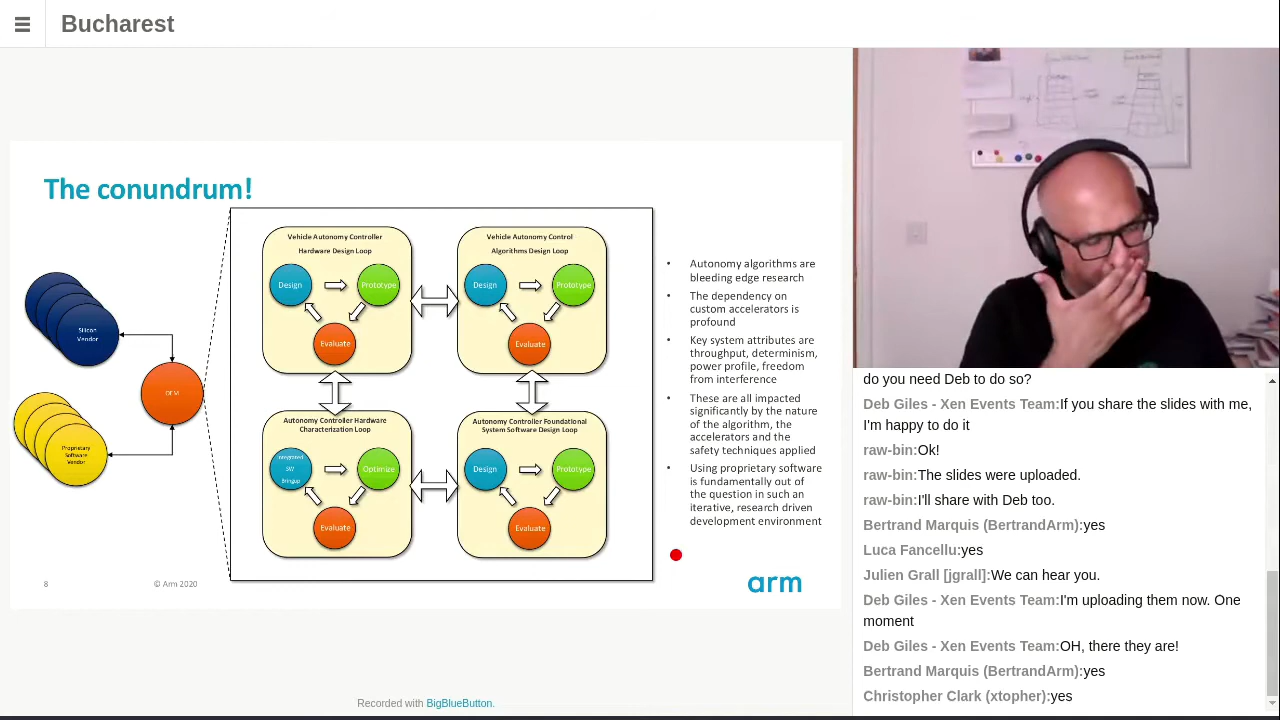 Bucharest
The conundrum!
Silicon
Vendor
OEM
Proprietary
Software
Vendor
Vehicle Autonomy Controller
Hardware Design Loop
Design
Prototype
Evaluate
Vehicle Autonomy Control
Algorithms Design Loop
Design
Prototype
Evaluate
Autonomy Controller Hardware
Characterization Loop
Integrated
SW
Bringup
Optimize
Evaluate
Autonomy Controller Foundational
System Software Design Loop
Design
Prototype
Evaluate
• Autonomy algorithms are
bleeding edge research
• The dependency on
custom accelerators is
profound
• Key system attributes are
throughput, determinism,
power profile, freedom
from interference
• These are all impacted
significantly by the nature
of the algorithm, the
accelerators and the
safety techniques applied
• Using proprietary software
is fundamentally out of
the question in such an
iterative, research driven
development environment
8
© Arm 2020
arm
Recorded with BigBlueButton.
do you need Deb to do so?
Deb Giles - Xen Events Team:If you share the slides with me,
I'm happy to do it
raw-bin:Ok!
raw-bin:The slides were uploaded.
raw-bin:I'll share with Deb too.
Bertrand Marquis (BertrandArm):yes
Luca Fancellu:yes
Julien Grall [jgrall]:We can hear you.
Deb Giles - Xen Events Team:I'm uploading them now. One
moment
Deb Giles - Xen Events Team:OH, there they are!
Bertrand Marquis (BertrandArm):yes
Christopher Clark (xtopher):yes